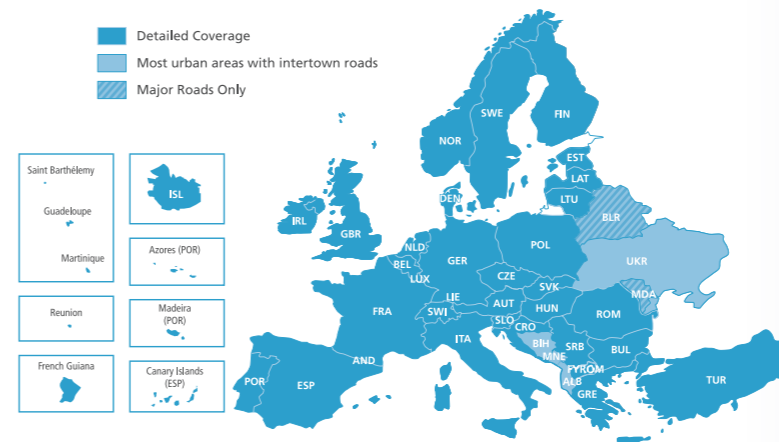 Detailed Coverage
Most urban areas with intertown roads
Major Roads Only
Saint Barthélemy
Guadeloupe
Martinique
ISL
Azores (POR)
Reunion
Madeira
(POR)
French Guiana
Canary Islands
(ESP)
SWE
FIN
NOR
EST
LAT
DEN
LTU
BLR
IRL
GBR
NLD
POL
BEL
GER
UKR
LUX
CZE
SVK
MDA
LIE
AUT
HUN
FRA
SWI
ROM
SLO
CRO
ITA
BIH
SRB
BUL
MNE
AND
FYROM
POR
ESP
ALB
TUR
GRE